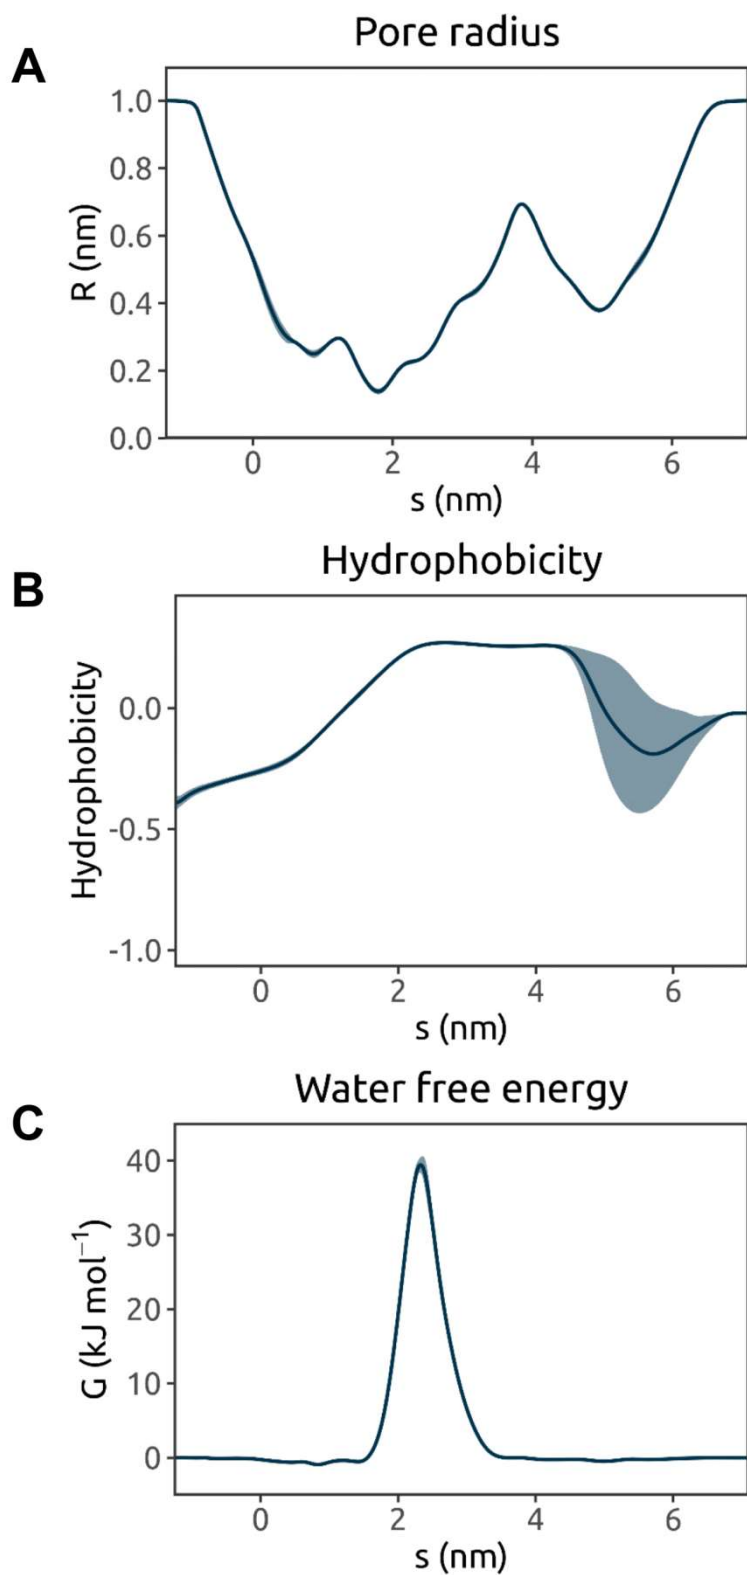 A
Pore radius
R (nm)
1.0
0.8
0.6
0.4
0.2
0.0
0 2 4 6
s (nm)
B
Hydrophobicity
Hydrophobicity
0.0
-0.5
-1.0
0 2 4 6
s (nm)
C
Water free energy
G (kJ mol⁻¹)
40
30
20
10
0
0 2 4 6
s (nm)